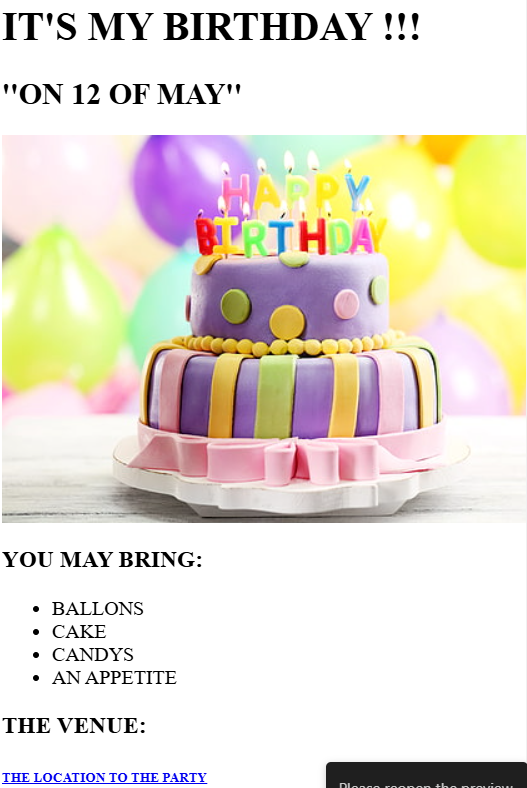 IT'S MY BIRTHDAY !!!
"ON 12 OF MAY"
HAPPY
BIRTHDAY
YOU MAY BRING:
BALLONS
CAKE
CANDYS
AN APPETITE
THE VENUE:
THE LOCATION TO THE PARTY
Please reopen the preview